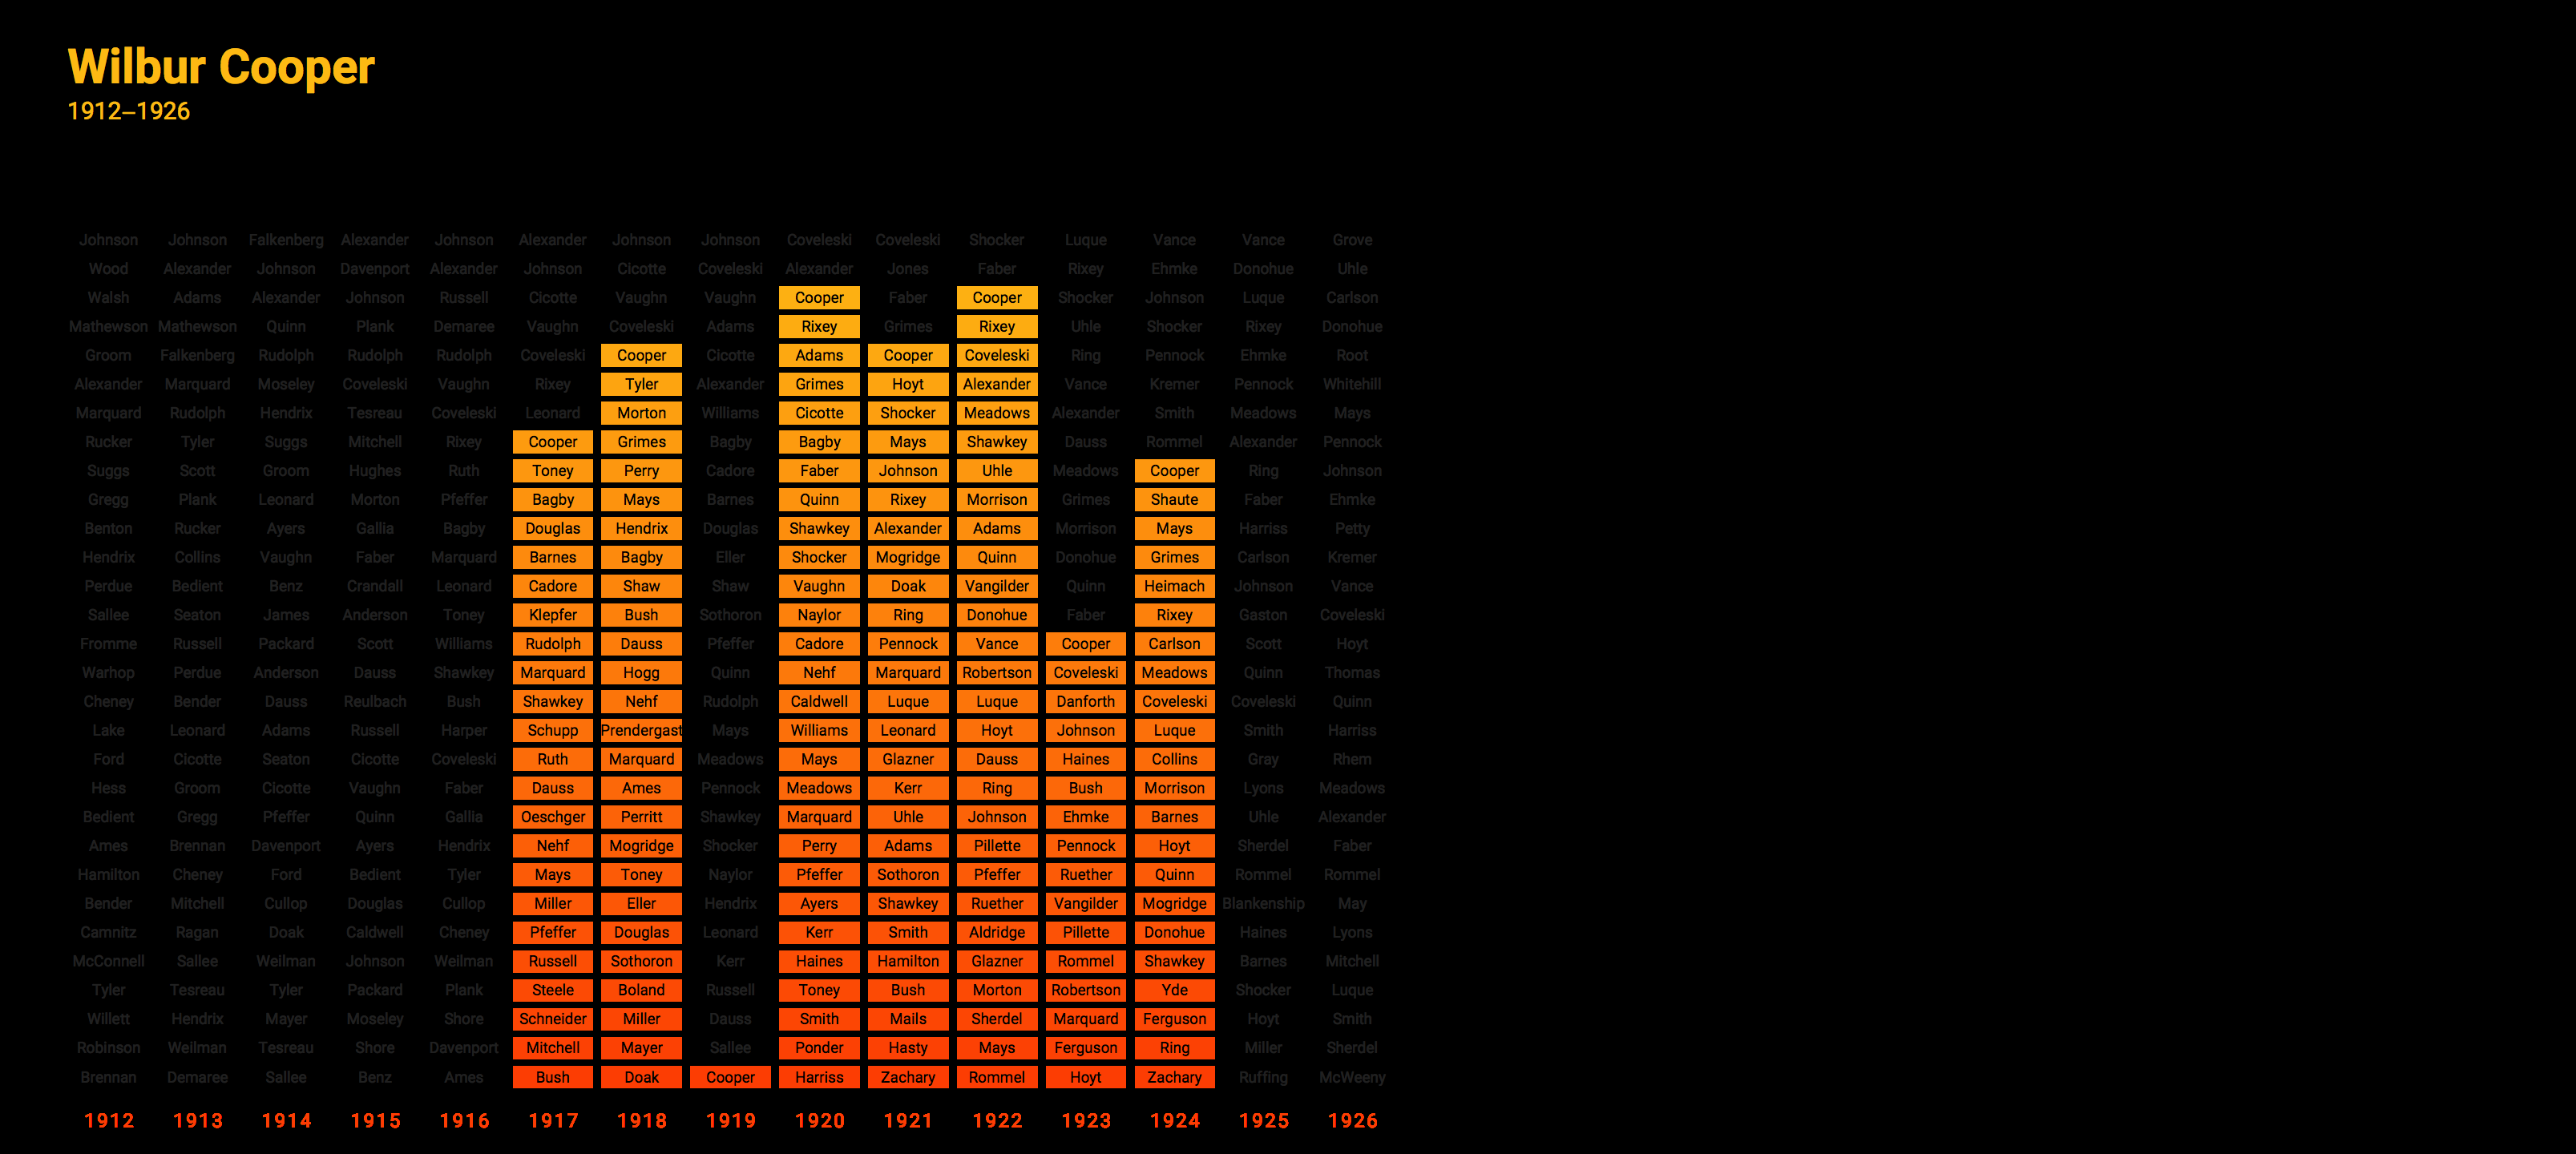 Wilbur Cooper
1912–1926
Johnson Johnson Falkenberg Alexander Johnson Alexander Johnson Johnson Coveleski Coveleski Shocker Luque Vance Vance Grove
Wood Alexander Johnson Davenport Alexander Johnson Cicotte Coveleski Alexander Jones Faber Rixey Ehmke Donohue Uhle
Walsh Adams Alexander Johnson Russell Cicotte Vaughn Vaughn Cooper Faber Cooper Shocker Johnson Luque Carlson
Mathewson Mathewson Quinn Plank Demaree Vaughn Coveleski Adams Rixey Grimes Rixey Uhle Shocker Rixey Donohue
Groom Falkenberg Rudolph Rudolph Rudolph Coveleski Cooper Cicotte Adams Cooper Coveleski Ring Pennock Ehmke Root
Alexander Marquard Moseley Coveleski Vaughn Rixey Tyler Alexander Grimes Hoyt Alexander Vance Kremer Pennock Whitehill
Marquard Rudolph Hendrix Tesreau Coveleski Leonard Morton Williams Cicotte Shocker Meadows Alexander Smith Meadows Mays
Rucker Tyler Suggs Mitchell Rixey Cooper Grimes Bagby Bagby Mays Shawkey Dauss Rommel Alexander Pennock
Suggs Scott Groom Hughes Ruth Toney Perry Cadore Faber Johnson Uhle Meadows Cooper Ring Johnson
Gregg Plank Leonard Morton Pfeffer Bagby Mays Barnes Quinn Rixey Morrison Grimes Shaute Faber Ehmke
Benton Rucker Ayers Gallia Bagby Douglas Hendrix Douglas Shawkey Alexander Adams Morrison Mays Harriss Petty
Hendrix Collins Vaughn Faber Marquard Barnes Bagby Eller Shocker Mogridge Quinn Donohue Grimes Carlson Kremer
Perdue Bedient Benz Crandall Leonard Cadore Shaw Shaw Vaughn Doak Vangilder Quinn Heimach Johnson Vance
Sallee Seaton James Anderson Toney Klepfer Bush Sothoron Naylor Ring Donohue Faber Rixey Gaston Coveleski
Fromme Russell Packard Scott Williams Rudolph Dauss Pfeffer Cadore Pennock Vance Cooper Carlson Scott Hoyt
Warhop Perdue Anderson Dauss Shawkey Marquard Hogg Quinn Nehf Marquard Robertson Coveleski Meadows Quinn Thomas
Cheney Bender Dauss Reulbach Bush Shawkey Nehf Rudolph Caldwell Luque Luque Danforth Coveleski Coveleski Quinn
Lake Leonard Adams Russell Harper Schupp Prendergast Mays Williams Leonard Hoyt Johnson Luque Smith Harriss
Ford Cicotte Seaton Cicotte Coveleski Ruth Marquard Meadows Mays Glazner Dauss Haines Collins Gray Rhem
Hess Groom Cicotte Vaughn Faber Dauss Ames Pennock Meadows Kerr Ring Bush Morrison Lyons Meadows
Bedient Gregg Pfeffer Quinn Gallia Oeschger Perritt Shawkey Marquard Uhle Johnson Ehmke Barnes Uhle Alexander
Ames Brennan Davenport Ayers Hendrix Nehf Mogridge Shocker Perry Adams Pillette Pennock Hoyt Sherdel Faber
Hamilton Cheney Ford Bedient Tyler Mays Toney Naylor Pfeffer Sothoron Pfeffer Ruether Quinn Rommel Rommel
Bender Mitchell Cullop Douglas Cullop Miller Eller Hendrix Ayers Shawkey Ruether Vangilder Mogridge Blankenship May
Camnitz Ragan Doak Caldwell Cheney Pfeffer Douglas Leonard Kerr Smith Aldridge Pillette Donohue Haines Lyons
McConnell Sallee Weilman Johnson Weilman Russell Sothoron Kerr Haines Hamilton Glazner Rommel Shawkey Barnes Mitchell
Tyler Tesreau Tyler Packard Plank Steele Boland Russell Toney Bush Morton Robertson Yde Shocker Luque
Willett Hendrix Mayer Moseley Shore Schneider Miller Dauss Smith Mails Sherdel Marquard Ferguson Hoyt Smith
Robinson Weilman Tesreau Shore Davenport Mitchell Mayer Sallee Ponder Hasty Mays Ferguson Ring Miller Sherdel
Brennan Demaree Sallee Benz Ames Bush Doak Cooper Harriss Zachary Rommel Hoyt Zachary Ruffing McWeeny
1912 1913 1914 1915 1916 1917 1918 1919 1920 1921 1922 1923 1924 1925 1926